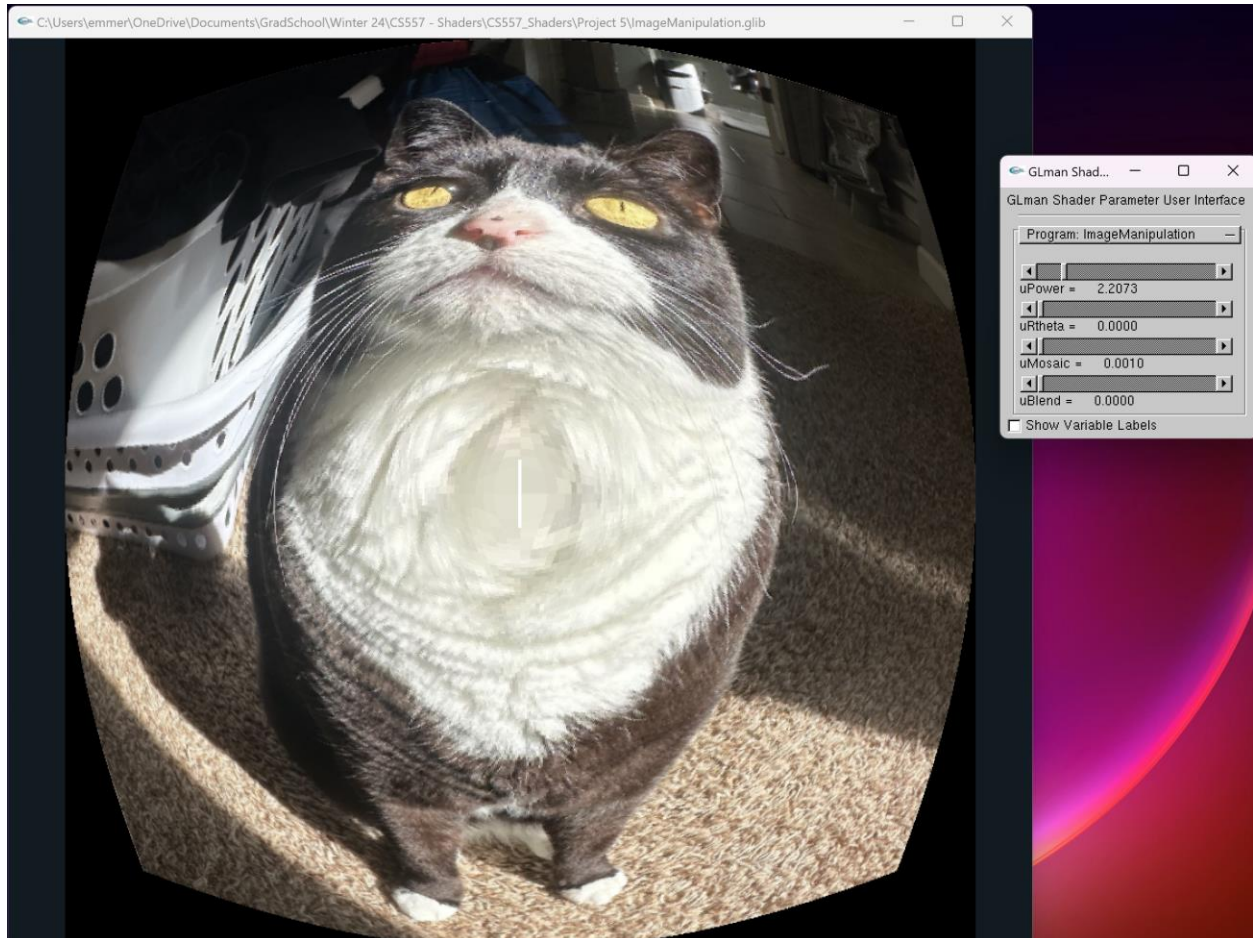 C:\Users\emmer\OneDrive\Documents\GradSchool\Winter 24\CS557 - Shaders\CS557_Shaders\Project 5\ImageManipulation.glib
GLman Shad...
GLman Shader Parameter User Interface
Program: ImageManipulation
uPower = 2.2073
uRtheta = 0.0000
uMosaic = 0.0010
uBlend = 0.0000
Show Variable Labels